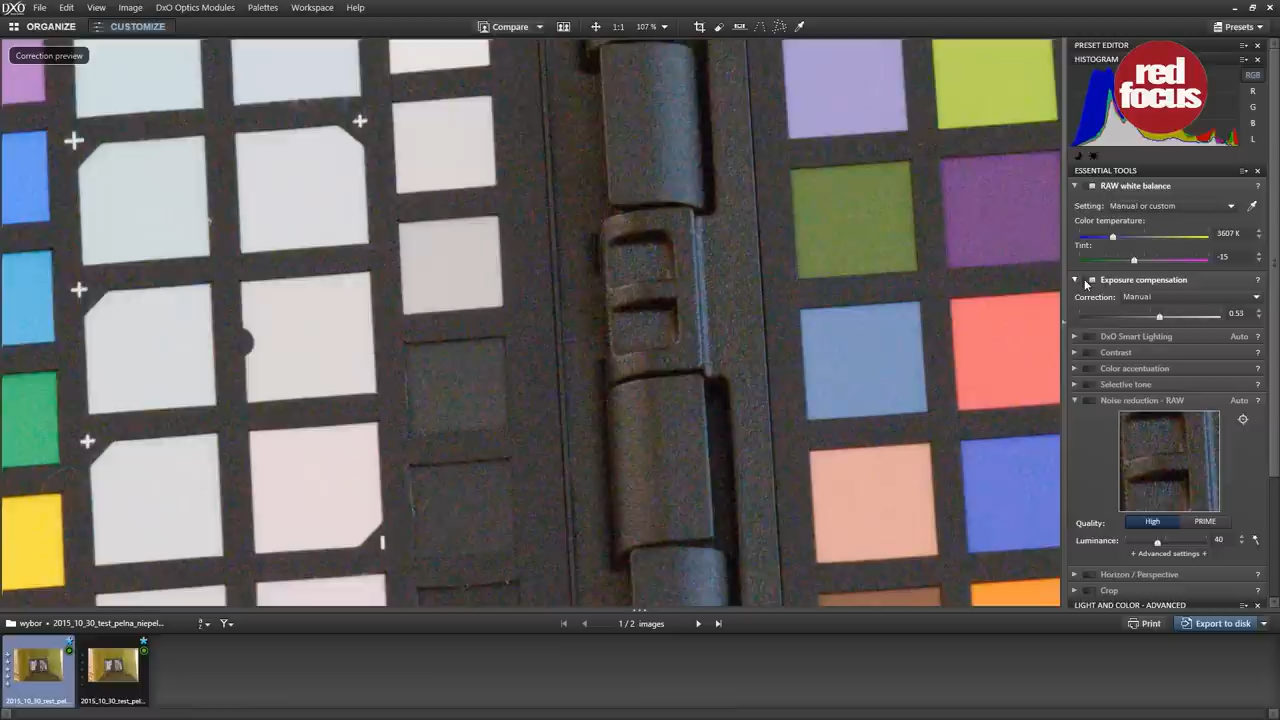 DXO File Edit View Image DxO Optics Modules Palettes Workspace Help
ORGANIZE CUSTOMIZE Compare 1:1 107 % Presets
Correction preview
PRESET EDITOR
HISTOGRAM
RGB
R
G
B
L
red
focus
ESSENTIAL TOOLS
RAW white balance ?
Setting: Manual or custom
Color temperature:
3607 K
Tint:
-15
Exposure compensation ?
Correction: Manual
0.53
DxO Smart Lighting Auto ?
Contrast ?
Color accentuation ?
Selective tone ?
Noise reduction - RAW Auto ?
Quality: High PRIME
Luminance: 40
+ Advanced settings +
Horizon / Perspective ?
Crop ?
LIGHT AND COLOR - ADVANCED
wybor • 2015_10_30_test_pelna_niepel... 1 / 2 images Print Export to disk
2015_10_30_test_pel... 2015_10_30_test_pel...